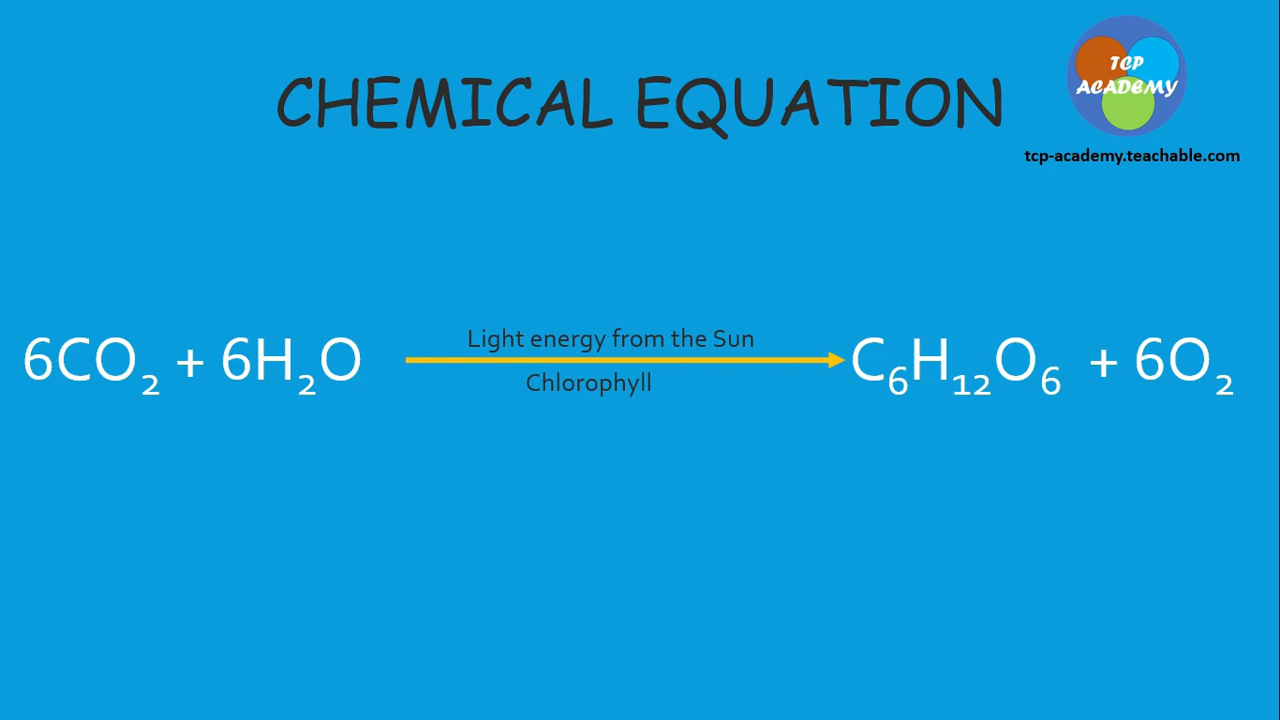 TCP
ACADEMY
CHEMICAL EQUATION
tcp-academy.teachable.com
Light energy from the Sun
6CO₂ + 6H₂O C₆H₁₂O₆ + 6O₂
Chlorophyll